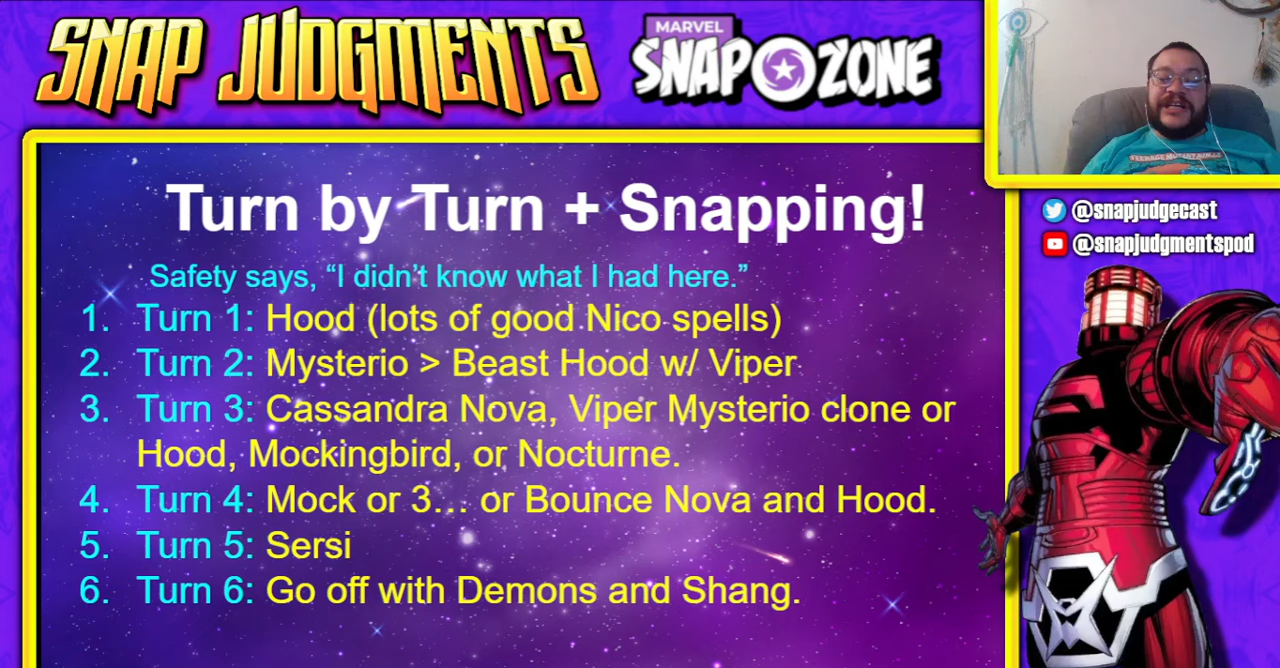 SNAP JUDGMENTS
MARVEL
SNAP ZONE
Turn by Turn + Snapping!
Safety says, “I didn’t know what I had here.”
1. Turn 1: Hood (lots of good Nico spells)
2. Turn 2: Mysterio > Beast Hood w/ Viper
3. Turn 3: Cassandra Nova, Viper Mysterio clone or
Hood, Mockingbird, or Nocturne.
4. Turn 4: Mock or 3… or Bounce Nova and Hood.
5. Turn 5: Sersi
6. Turn 6: Go off with Demons and Shang.
@snapjudgecast
@snapjudgmentspod